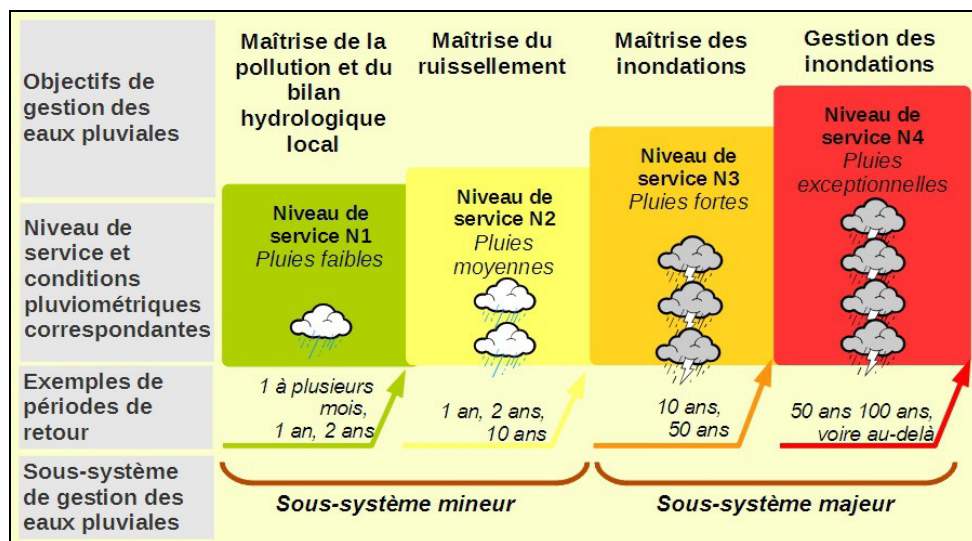 Objectifs de
gestion des
eaux pluviales
Maîtrise de la
pollution et du
bilan
hydrologique
local
Maîtrise du
ruissellement
Maîtrise des
inondations
Gestion des
inondations
Niveau de
service et
conditions
pluviométriques
correspondantes
Niveau de
service N1
Pluies faibles
Niveau de
service N2
Pluies
moyennes
Niveau de
service N3
Pluies fortes
Niveau de
service N4
Pluies
exceptionnelles
Exemples de
périodes de
retour
1 à plusieurs
mois,
1 an, 2 ans
1 an, 2 ans,
10 ans
10 ans,
50 ans
50 ans 100 ans,
voire au-delà
Sous-système
de gestion des
eaux pluviales
Sous-système mineur
Sous-système majeur